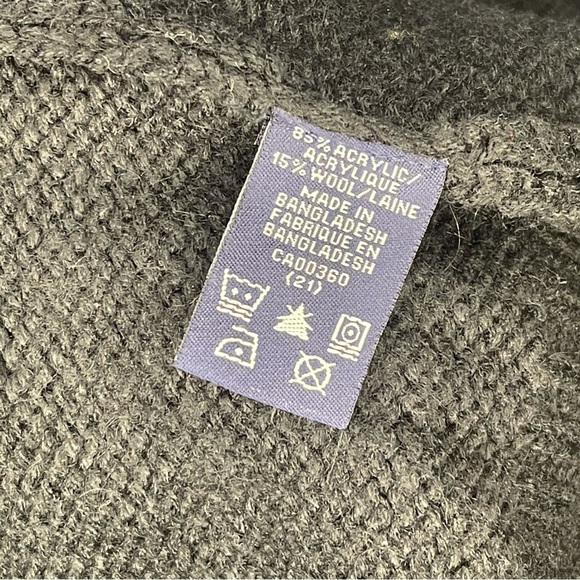 85% ACRYLIC/
ACRYLIQUE
15% WOOL/LAINE
MADE IN
BANGLADESH
FABRIQUE EN
BANGLADESH
CA00360
(21)